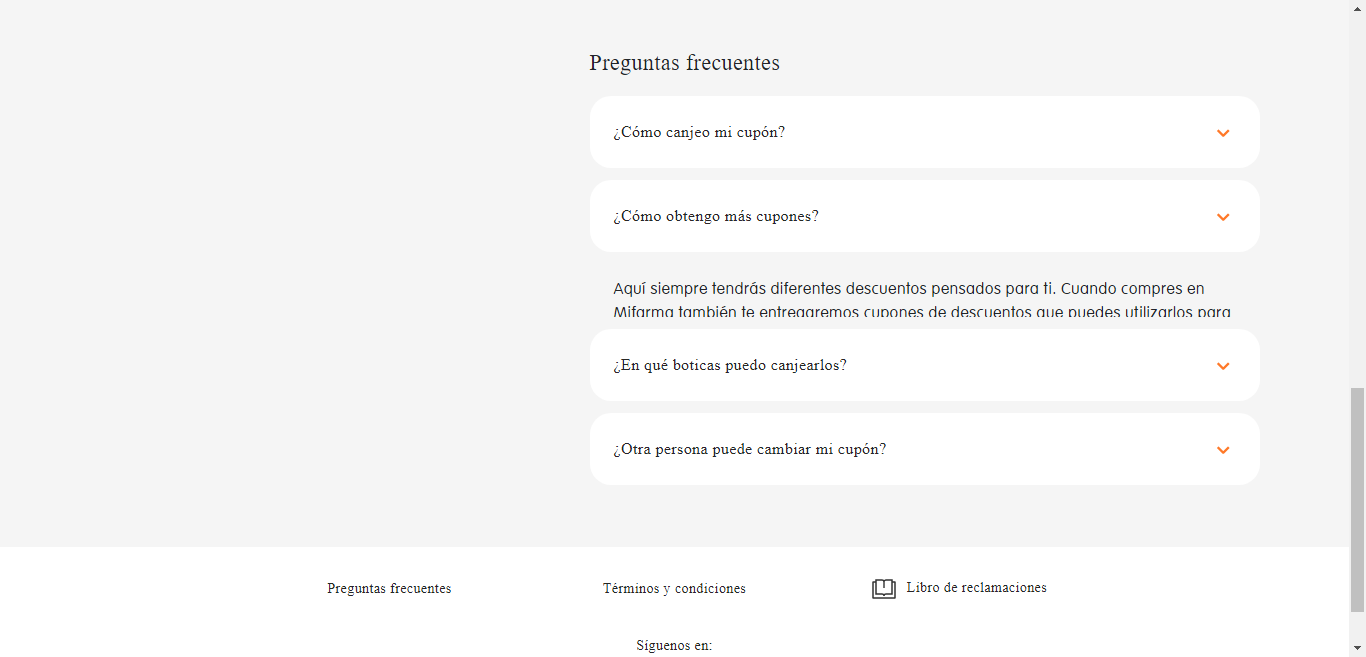 Preguntas frecuentes
¿Cómo canjeo mi cupón?
¿Cómo obtengo más cupones?
Aquí siempre tendrás diferentes descuentos pensados para ti. Cuando compres en
Mifarma también te entregaremos cupones de descuentos que puedes utilizarlos para
¿En qué boticas puedo canjearlos?
¿Otra persona puede cambiar mi cupón?
Preguntas frecuentes
Términos y condiciones
Libro de reclamaciones
Síguenos en: